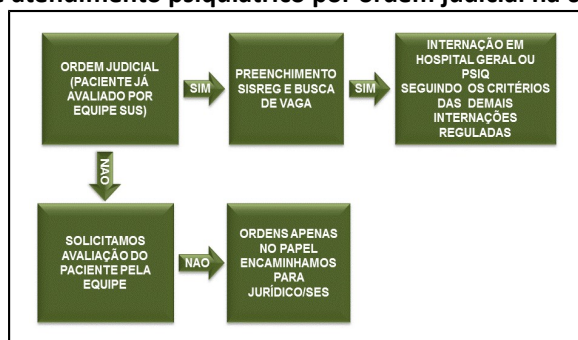 atendimento psiquiátrico por ordem judicial na
ORDEM JUDICIAL
(PACIENTE JÁ
AVALIADO POR
EQUIPE SUS)
SIM
PREENCHIMENTO
SISREG E BUSCA
DE VAGA
SIM
INTERNAÇÃO EM
HOSPITAL GERAL OU
PSIQ
SEGUINDO OS CRITÉRIOS
DAS DEMAIS
INTERNAÇÕES
REGULADAS
NAO
SOLICITAMOS
AVALIAÇÃO DO
PACIENTE PELA
EQUIPE
NAO
ORDENS APENAS
NO PAPEL
ENCAMINHAMOS
PARA
JURÍDICO/SES